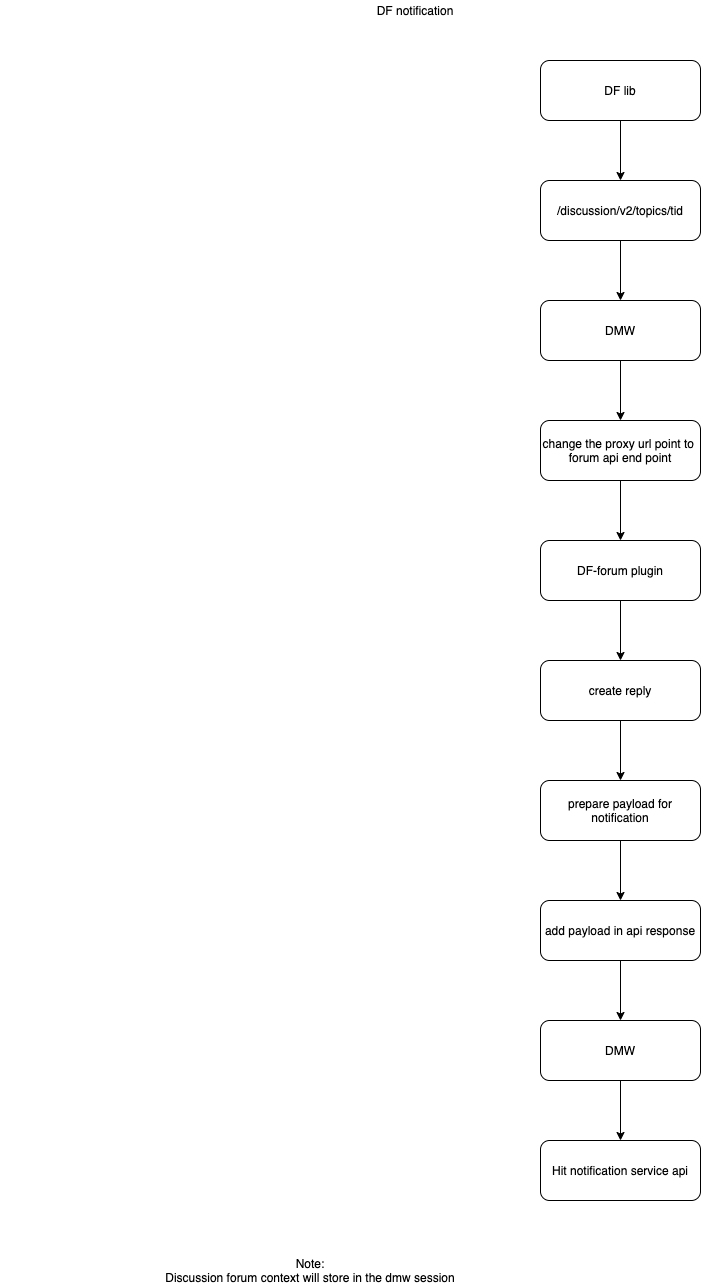 DF notification
DF lib
/discussion/v2/topics/tid
DMW
change the proxy url point to
forum api end point
DF-forum plugin
create reply
prepare payload for
notification
add payload in api response
DMW
Hit notification service api
Note:
Discussion forum context will store in the dmw session